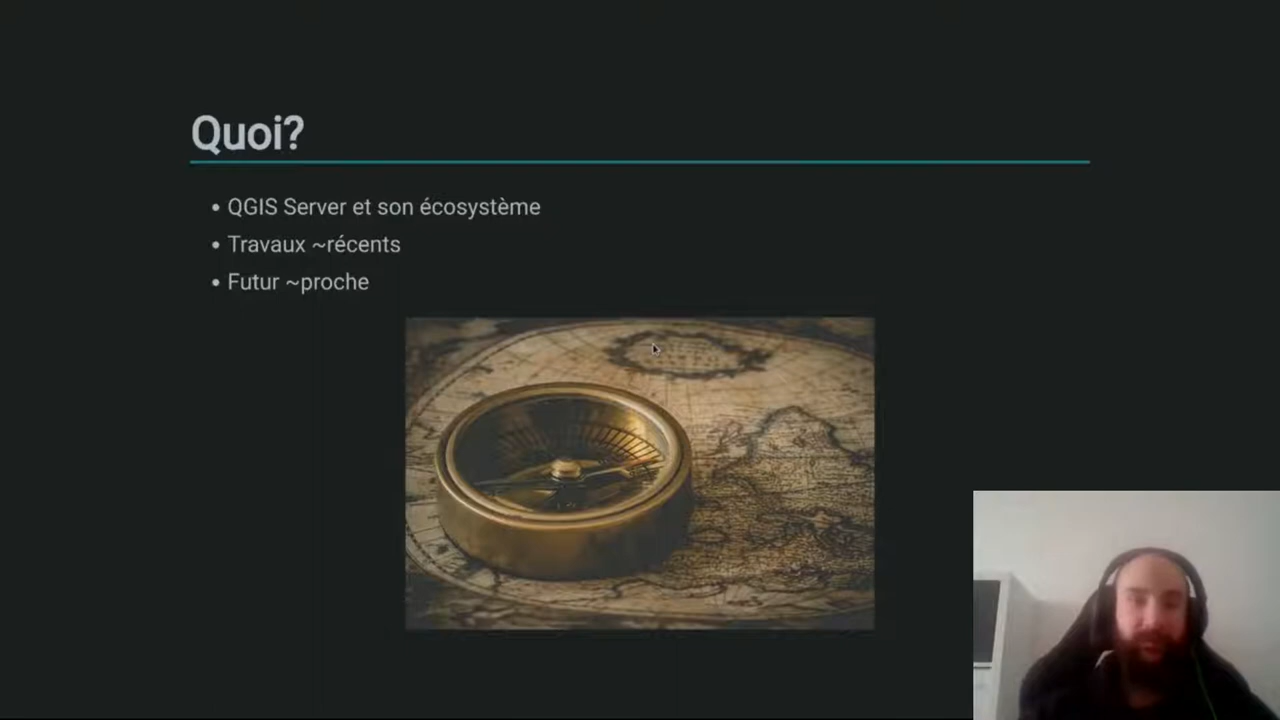 Quoi?
• QGIS Server et son écosystème
• Travaux ~récents
• Futur ~proche